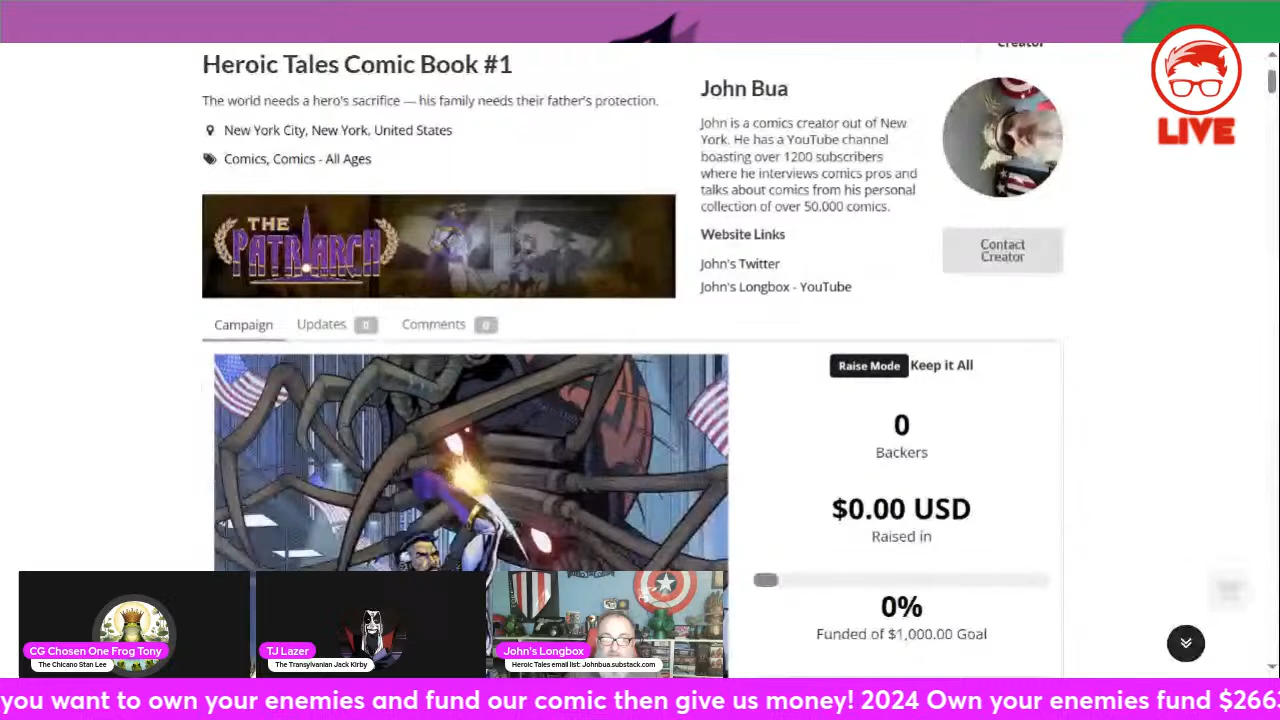 Creator
Heroic Tales Comic Book #1
The world needs a hero's sacrifice — his family needs their father's protection.
New York City, New York, United States
Comics, Comics - All Ages
John Bua
John is a comics creator out of New
York. He has a YouTube channel
boasting over 1200 subscribers
where he interviews comics pros and
talks about comics from his personal
collection of over 50,000 comics.
Website Links
John's Twitter
John's Longbox - YouTube
Contact
Creator
LIVE
THE
PATRIARCH
Campaign
Updates 0
Comments 0
Raise Mode Keep it All
0
Backers
$0.00 USD
Raised in
0%
Funded of $1,000.00 Goal
CG Chosen One Frog Tony
The Chicano Stan Lee
TJ Lazer
The Transylvanian Jack Kirby
John's Longbox
Heroic Tales email list: Johnbua.substack.com
you want to own your enemies and fund our comic then give us money! 2024 Own your enemies fund $266